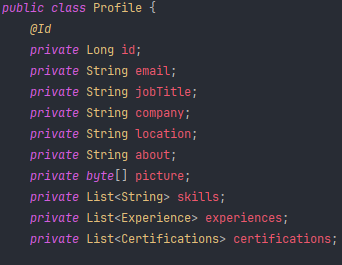 public class Profile {
@Id
private Long id;
private String email;
private String jobTitle;
private String company;
private String location;
private String about;
private byte[] picture;
private List<String> skills;
private List<Experience> experiences;
private List<Certifications> certifications;